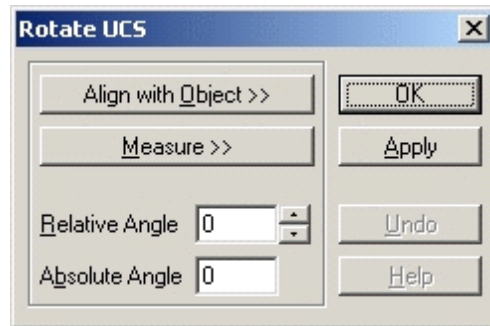 Rotate UCS
Align with Object >>
OK
Measure >>
Apply
Relative Angle 0
Undo
Absolute Angle 0
Help